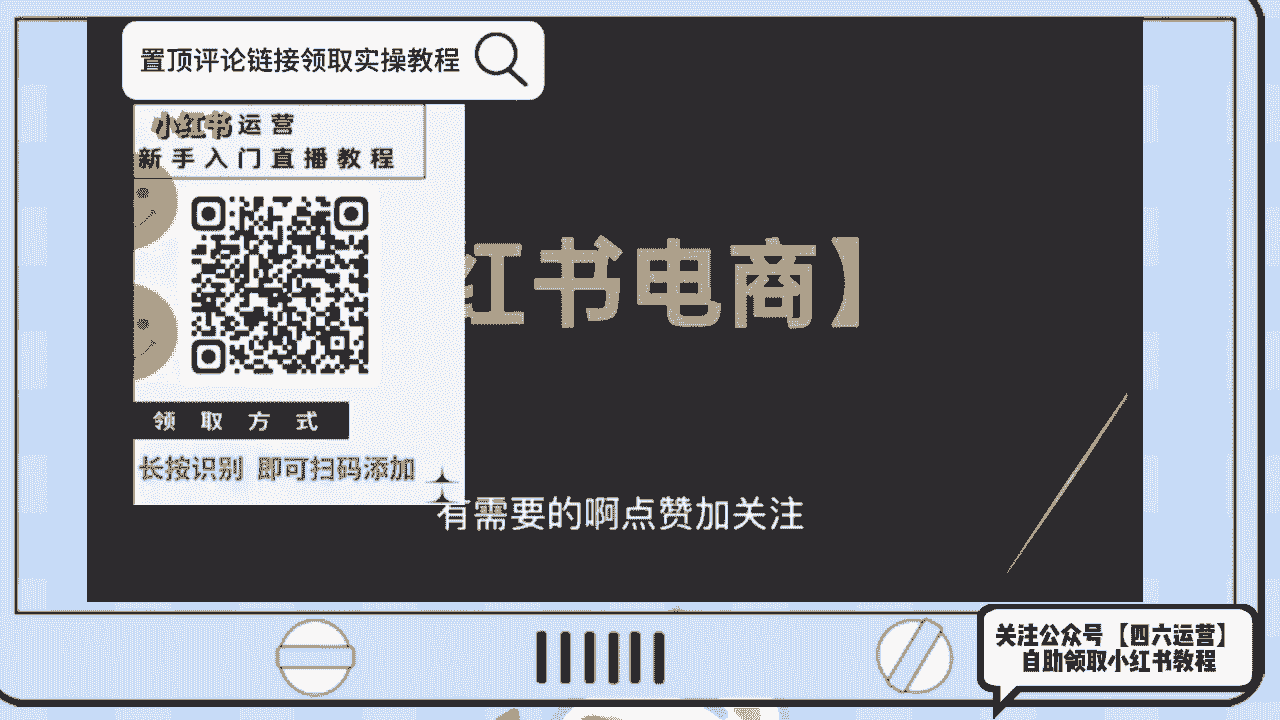 置顶评论链接领取实操教程
小红书运营
新手入门直播教程
红书电商】
领取方式
长按识别 即可扫码添加
有需要的啊点赞加关注
关注公众号【四六运营】
自助领取小红书教程